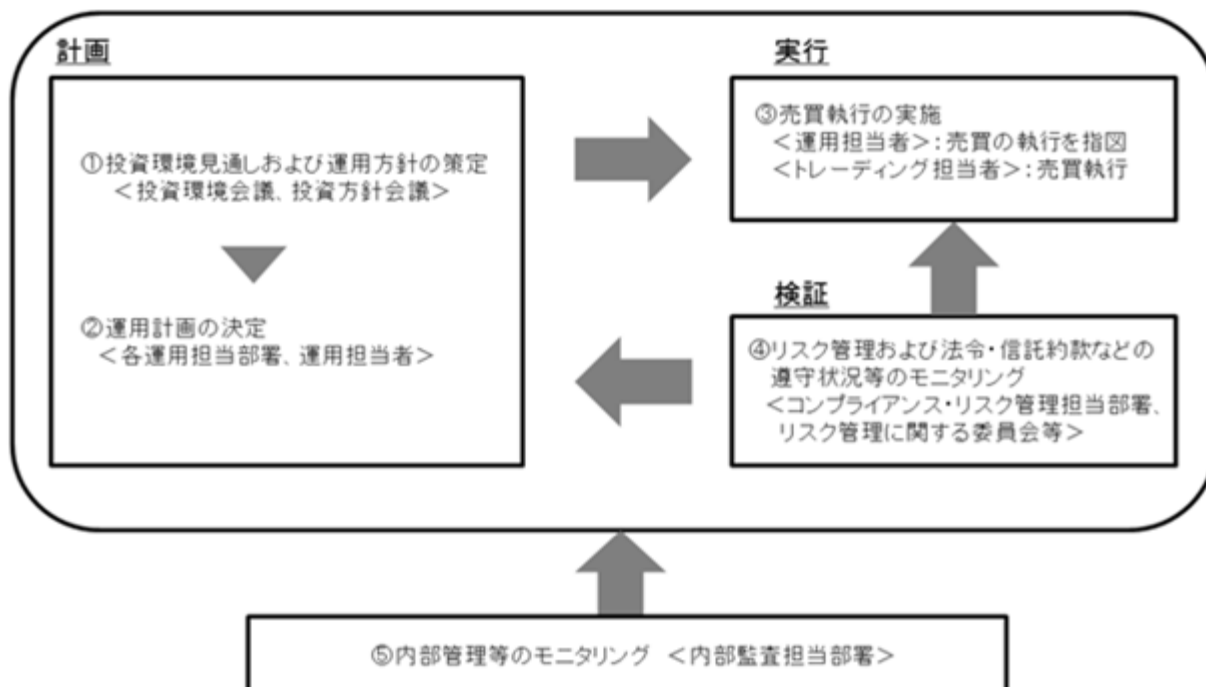 計画
①投資環境見通しおよび運用方針の策定
＜投資環境会議、投資方針会議＞
②運用計画の決定
＜各運用担当部署、運用担当者＞
実行
③売買執行の実施
＜運用担当者＞：売買の執行を指図
＜トレーディング担当者＞：売買執行
検証
④リスク管理および法令・信託約款などの
遵守状況等のモニタリング
＜コンプライアンス・リスク管理担当部署、
リスク管理に関する委員会等＞
⑤内部管理等のモニタリング ＜内部監査担当部署＞